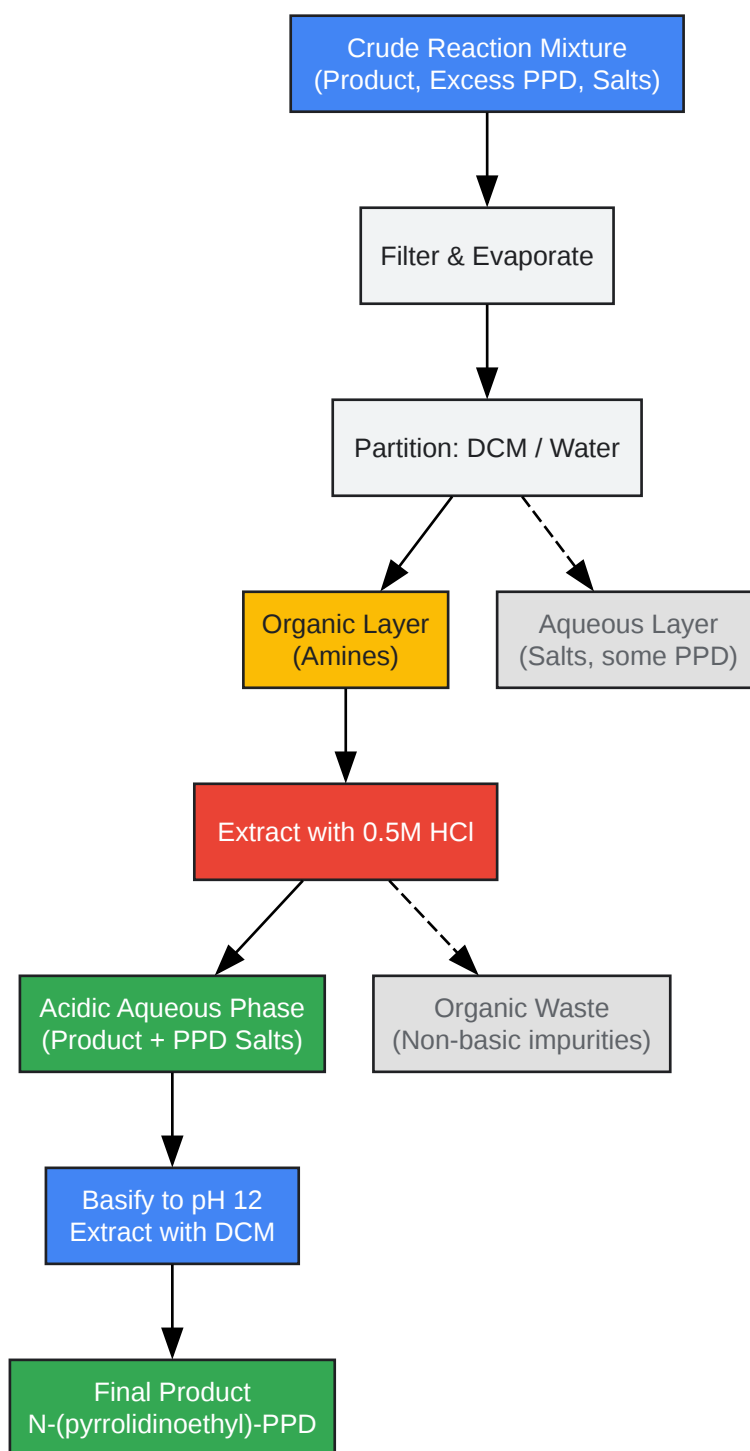 Crude Reaction Mixture
(Product, Excess PPD, Salts)
Filter & Evaporate
Partition: DCM / Water
Organic Layer
(Amines)
Aqueous Layer
(Salts, some PPD)
Extract with 0.5M HCl
Acidic Aqueous Phase
(Product + PPD Salts)
Organic Waste
(Non-basic impurities)
Basify to pH 12
Extract with DCM
Final Product
N-(pyrrolidinoethyl)-PPD